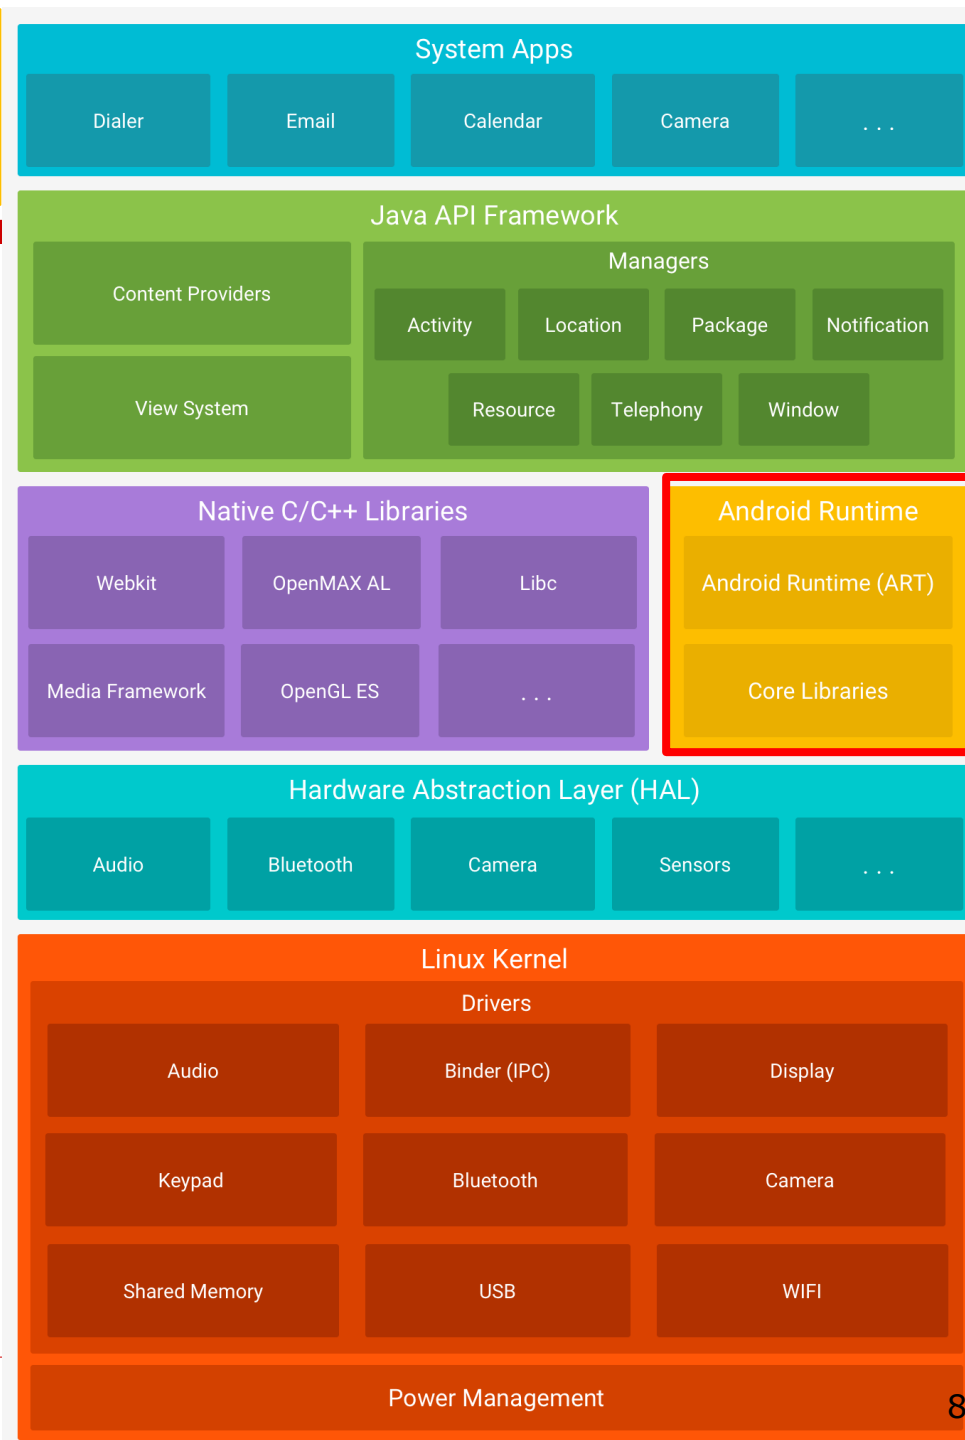 System Apps
Dialer
Email
Calendar
Camera
. . .
Java API Framework
Content Providers
View System
Managers
Activity
Location
Package
Notification
Resource
Telephony
Window
Native C/C++ Libraries
Webkit
OpenMAX AL
Libc
Media Framework
OpenGL ES
. . .
Android Runtime
Android Runtime (ART)
Core Libraries
Hardware Abstraction Layer (HAL)
Audio
Bluetooth
Camera
Sensors
. . .
Linux Kernel
Drivers
Audio
Binder (IPC)
Display
Keypad
Bluetooth
Camera
Shared Memory
USB
WIFI
Power Management
8